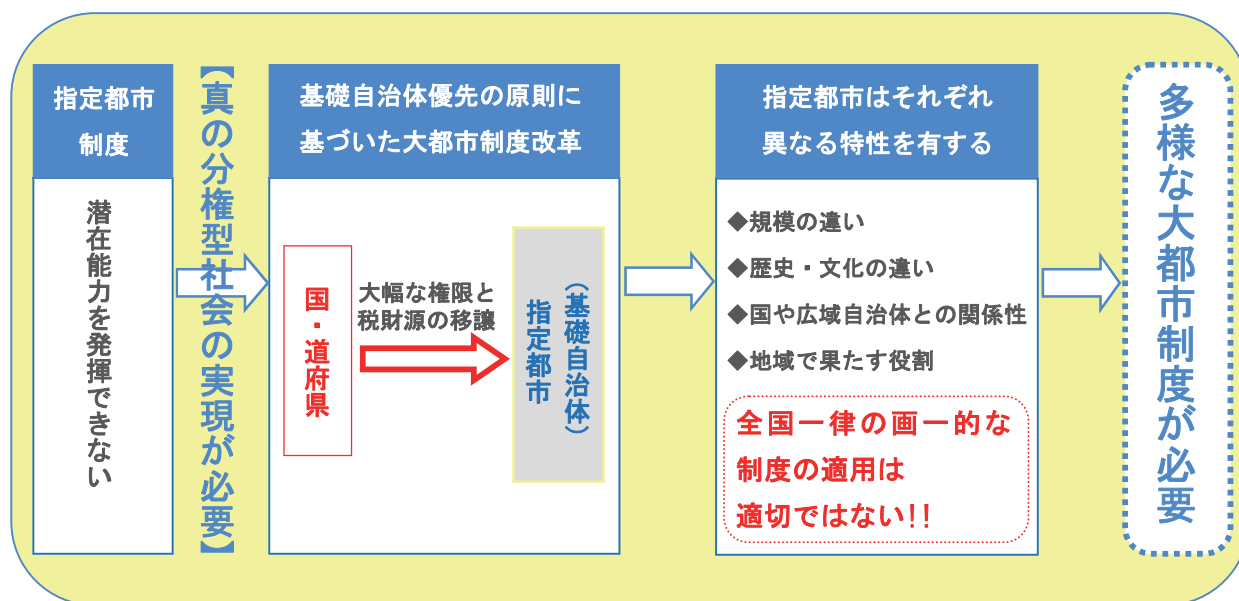 指定都市
制度
潜在能力を発揮できない
【真の分権型社会の実現が必要】
基礎自治体優先の原則に
基づいた大都市制度改革
国・道府県
大幅な権限と
税財源の移譲
指定都市
（基礎自治体）
指定都市はそれぞれ
異なる特性を有する
◆規模の違い
◆歴史・文化の違い
◆国や広域自治体との関係性
◆地域で果たす役割
全国一律の画一的な
制度の適用は
適切ではない!!
多様な大都市制度が必要